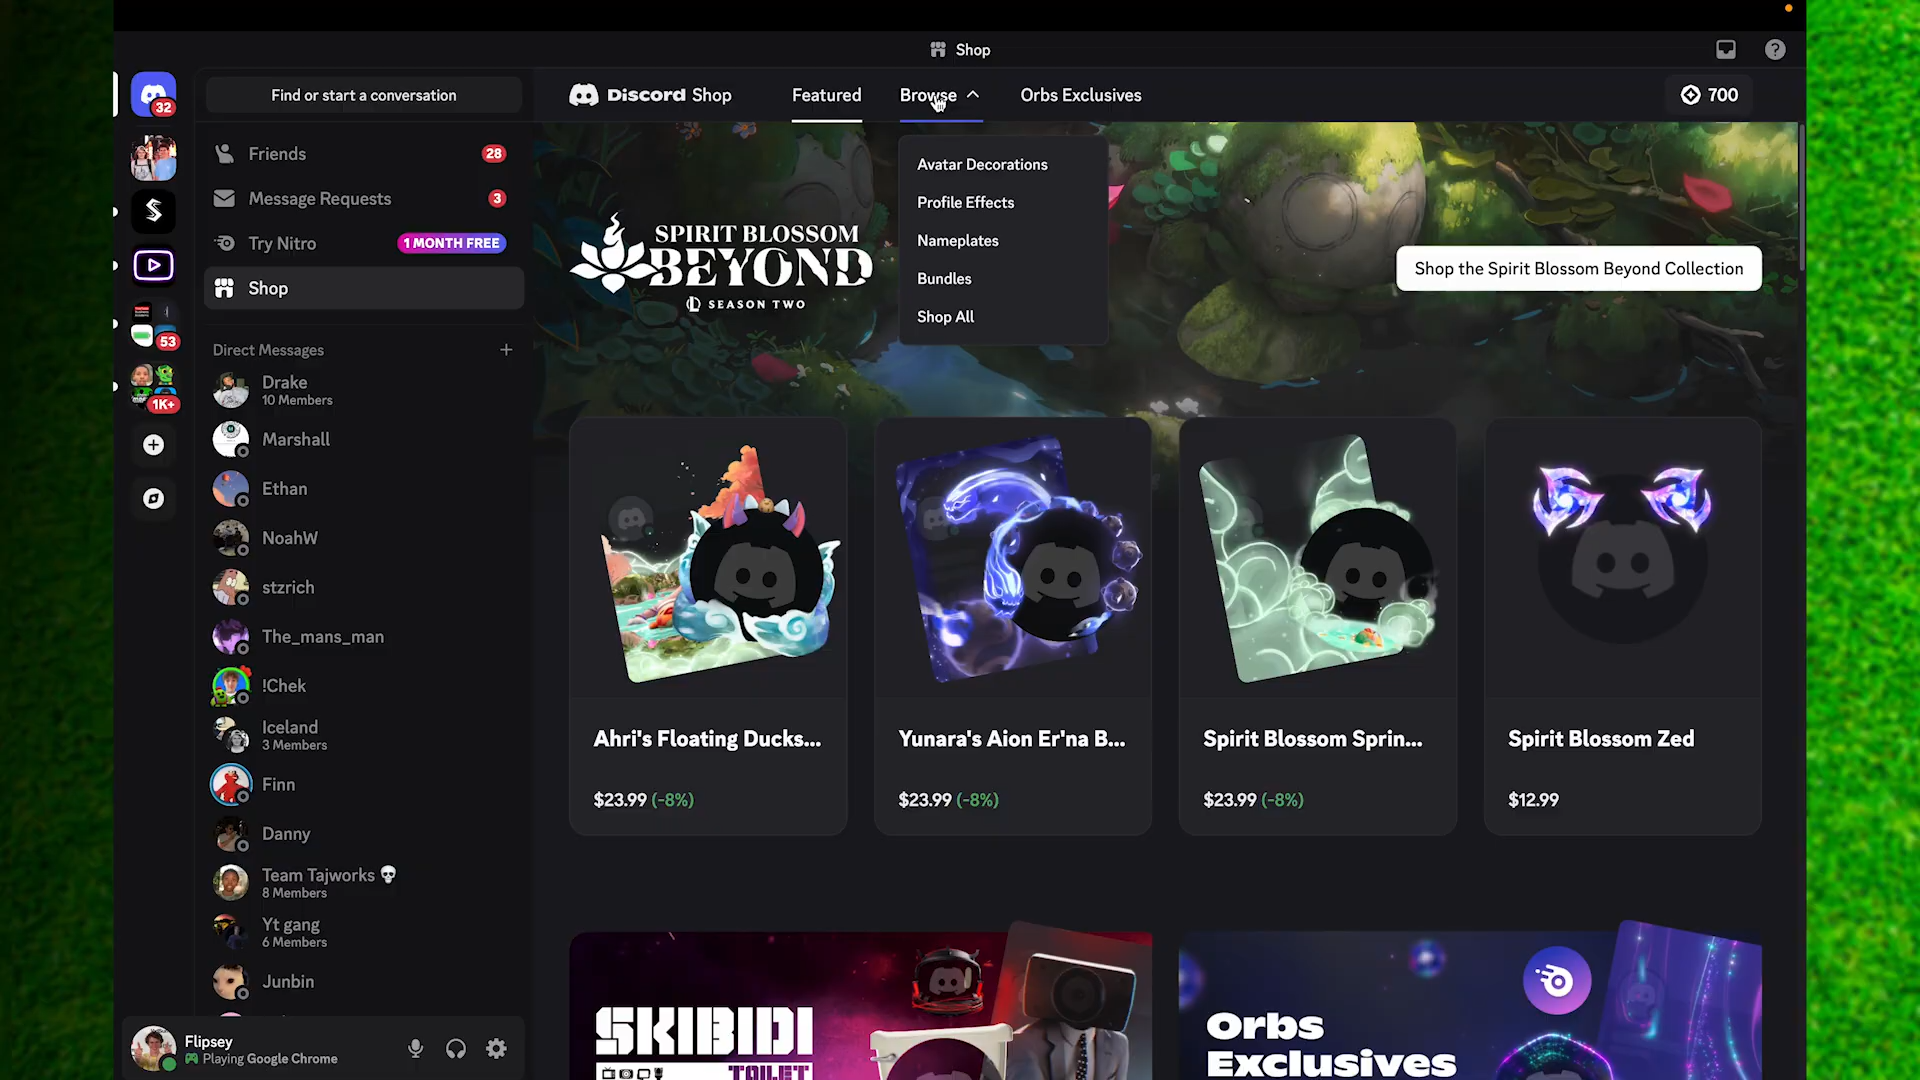 Shop
32
53
1K+
Find or start a conversation
Friends 28
Message Requests 3
Try Nitro 1 MONTH FREE
Shop
Direct Messages
Drake
10 Members
Marshall
Ethan
NoahW
stzrich
The_mans_man
!Chek
Iceland
3 Members
Finn
Danny
Team Tajworks
8 Members
Yt gang
6 Members
Junbin
Flipsey
Playing Google Chrome
Discord Shop Featured Browse Orbs Exclusives 700
Avatar Decorations
Profile Effects
Nameplates
Bundles
Shop All
SPIRIT BLOSSOM
BEYOND
SEASON TWO
Shop the Spirit Blossom Beyond Collection
Ahri's Floating Ducks...
$23.99 (-8%)
Yunara's Aion Er'na B...
$23.99 (-8%)
Spirit Blossom Sprin...
$23.99 (-8%)
Spirit Blossom Zed
$12.99
SKIBIDI
TOILET
Orbs
Exclusives